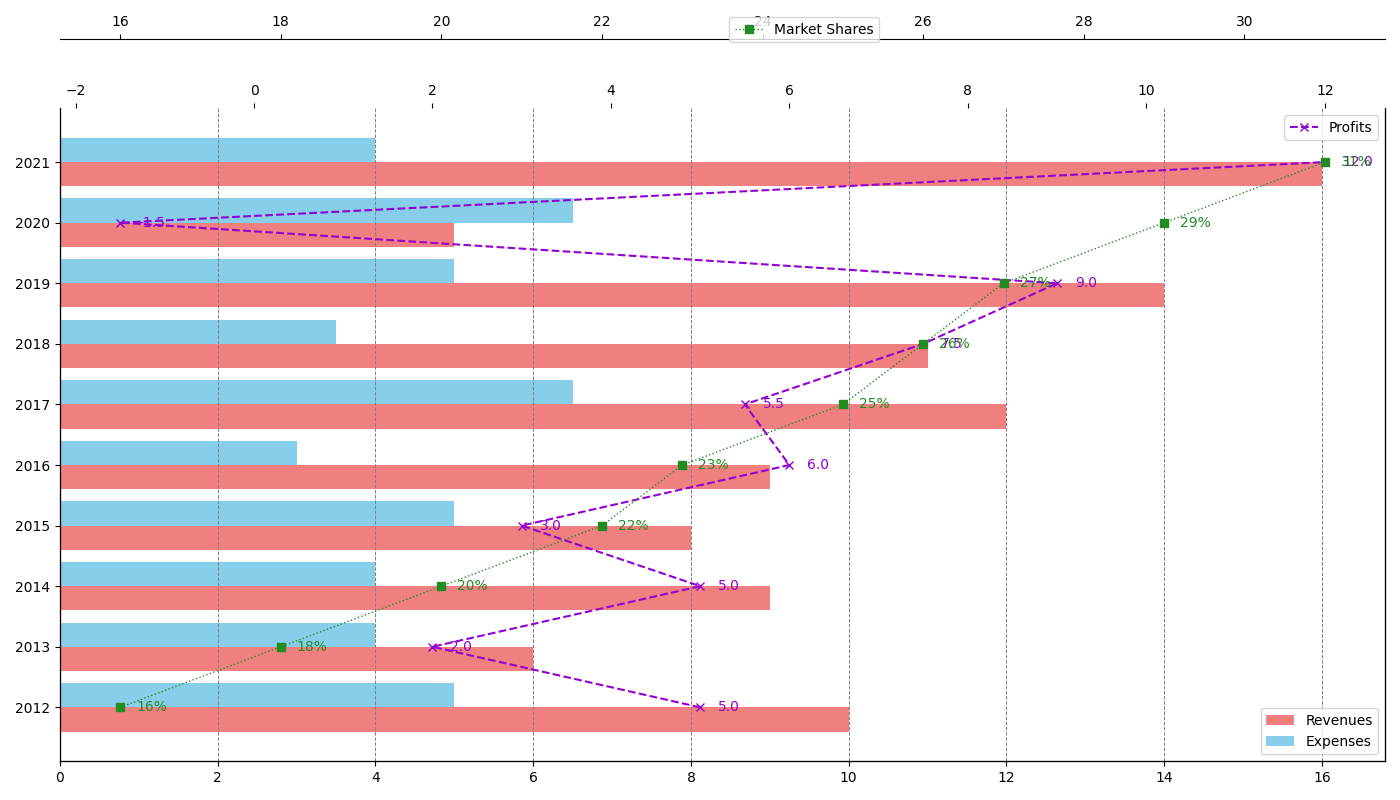 16 18 20 22 24 26 28 30
Market Shares
−2 0 2 4 6 8 10 12
Profits
2021 31% 12.0
2020 -1.5 29%
2019 27% 9.0
2018 26% 7.5
2017 5.5 25%
2016 23% 6.0
2015 3.0 22%
2014 20% 5.0
2013 18% 2.0
2012 16% 5.0
Revenues
Expenses
0 2 4 6 8 10 12 14 16